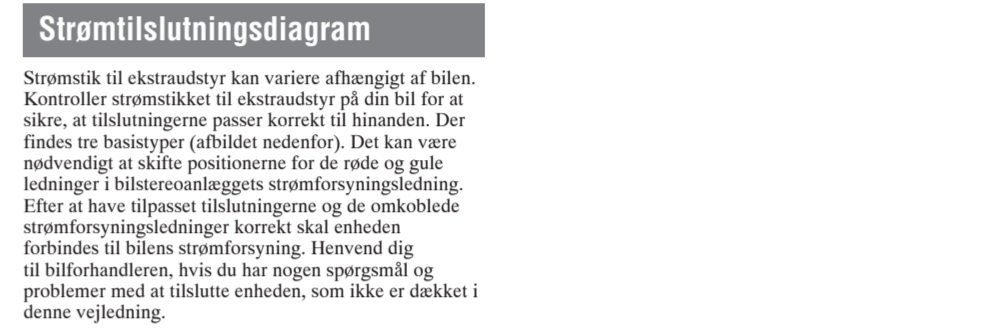 Strømtilslutningsdiagram
Strømstik til ekstraudstyr kan variere afhængigt af bilen.
Kontroller strømstikket til ekstraudstyr på din bil for at
sikre, at tilslutningerne passer korrekt til hinanden. Der
findes tre basistyper (afbildet nedenfor). Det kan være
nødvendigt at skifte positionerne for de røde og gule
ledninger i bilstereoanlæggets strømforsyningsledning.
Efter at have tilpasset tilslutningerne og de omkoblede
strømforsyningsledninger korrekt skal enheden
forbindes til bilens strømforsyning. Henvend dig
til bilforhandleren, hvis du har nogen spørgsmål og
problemer med at tilslutte enheden, som ikke er dækket i
denne vejledning.